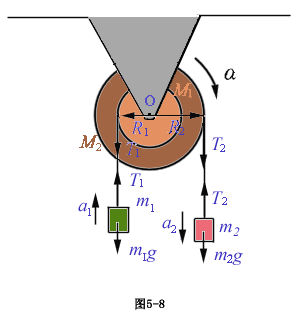 α
O
M₁
R₁
R₂
M₂
T₁
T₂
T₁
T₂
a₁
m₁
a₂
m₂
m₁g
m₂g
图5-8